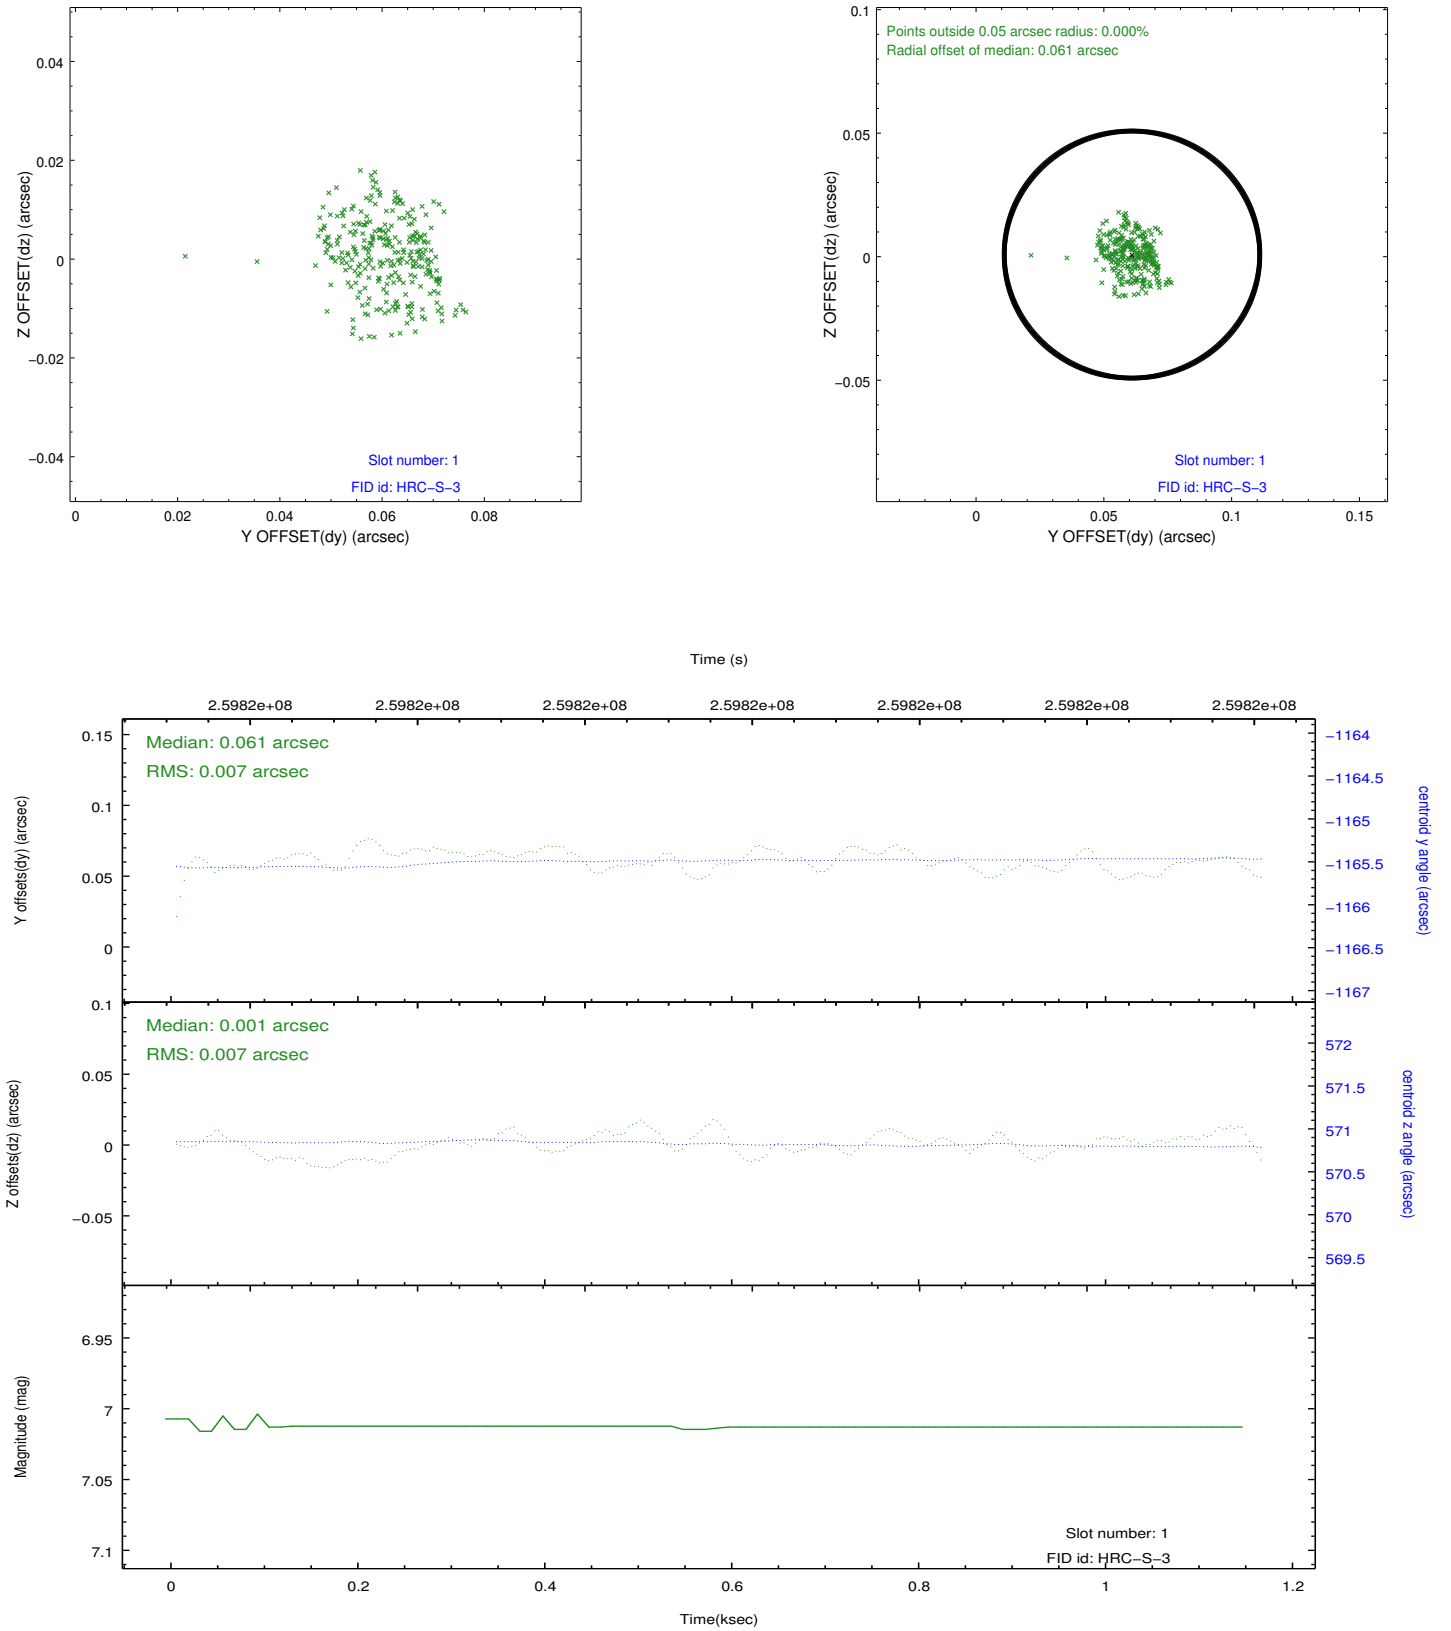 0.04
0.02
0
−0.02
−0.04
Z OFFSET(dz) (arcsec)
Slot number: 1
FID id: HRC−S−3
0
0.02
0.04
0.06
0.08
Y OFFSET(dy) (arcsec)
0.1
0.05
0
−0.05
Z OFFSET(dz) (arcsec)
Points outside 0.05 arcsec radius: 0.000%
Radial offset of median: 0.061 arcsec
Slot number: 1
FID id: HRC−S−3
0
0.05
0.1
0.15
Y OFFSET(dy) (arcsec)
Time (s)
2.5982e+08
2.5982e+08
2.5982e+08
2.5982e+08
2.5982e+08
2.5982e+08
2.5982e+08
Median: 0.061 arcsec
RMS: 0.007 arcsec
0.15
0.1
0.05
0
Y offsets(dy) (arcsec)
−1164
−1164.5
−1165
−1165.5
−1166
−1166.5
−1167
centroid y angle (arcsec)
Median: 0.001 arcsec
RMS: 0.007 arcsec
0.1
0.05
0
−0.05
Z offsets(dz) (arcsec)
572
571.5
571
570.5
570
569.5
centroid z angle (arcsec)
6.95
7
7.05
7.1
Magnitude (mag)
Slot number: 1
FID id: HRC−S−3
0
0.2
0.4
0.6
0.8
1
1.2
Time(ksec)